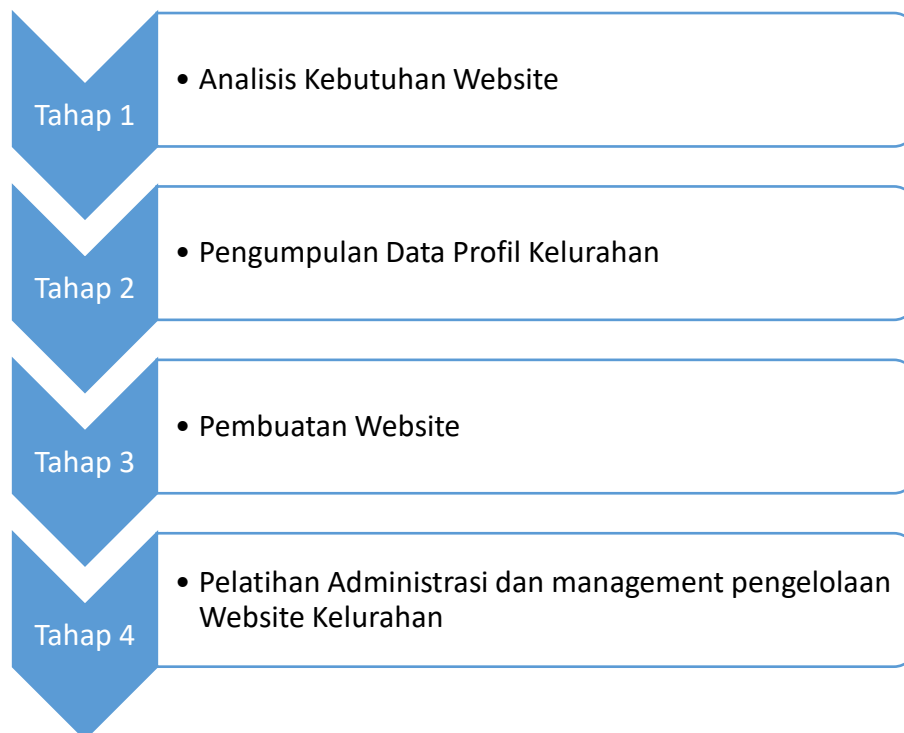 Tahap 1
• Analisis Kebutuhan Website
Tahap 2
• Pengumpulan Data Profil Kelurahan
Tahap 3
• Pembuatan Website
Tahap 4
• Pelatihan Administrasi dan management pengelolaan
Website Kelurahan